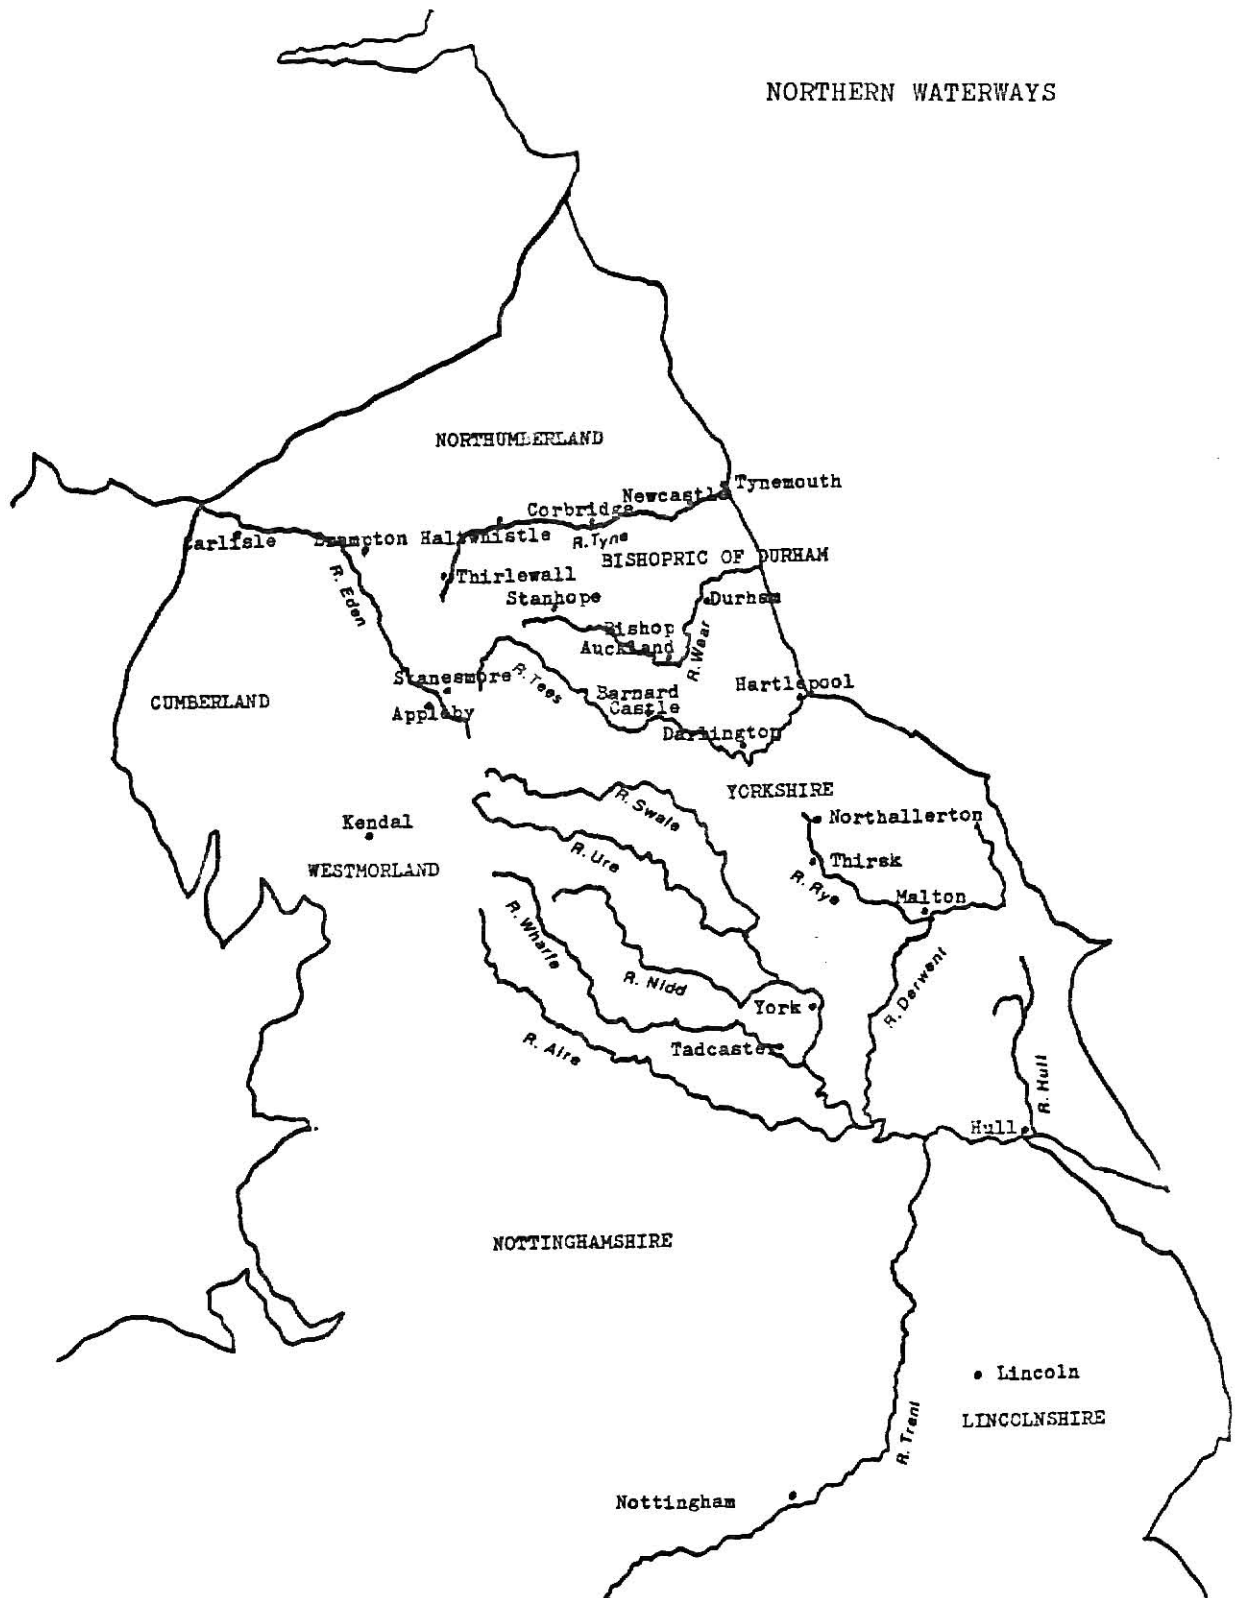 NORTHERN WATERWAYS
NORTHUMBERLAND
Tynemouth
Newcastle
Corbridge
Carlisle
Brampton
Haltwhistle
R. Tyne
BISHOPRIC OF DURHAM
Thirlewall
R. Eden
Stanhope
Durham
Bishop
Auckland
R. Wear
Stanesmore
R. Tees
Hartlepool
CUMBERLAND
Appleby
Barnard
Castle
Darlington
YORKSHIRE
R. Swale
Northallerton
Kendal
WESTMORLAND
R. Ure
Thirsk
R. Rye
Malton
R. Wharfe
R. Nidd
R. Derwent
York
R. Aire
Tadcaster
R. Hull
Hull
NOTTINGHAMSHIRE
Lincoln
LINCOLNSHIRE
R. Trent
Nottingham